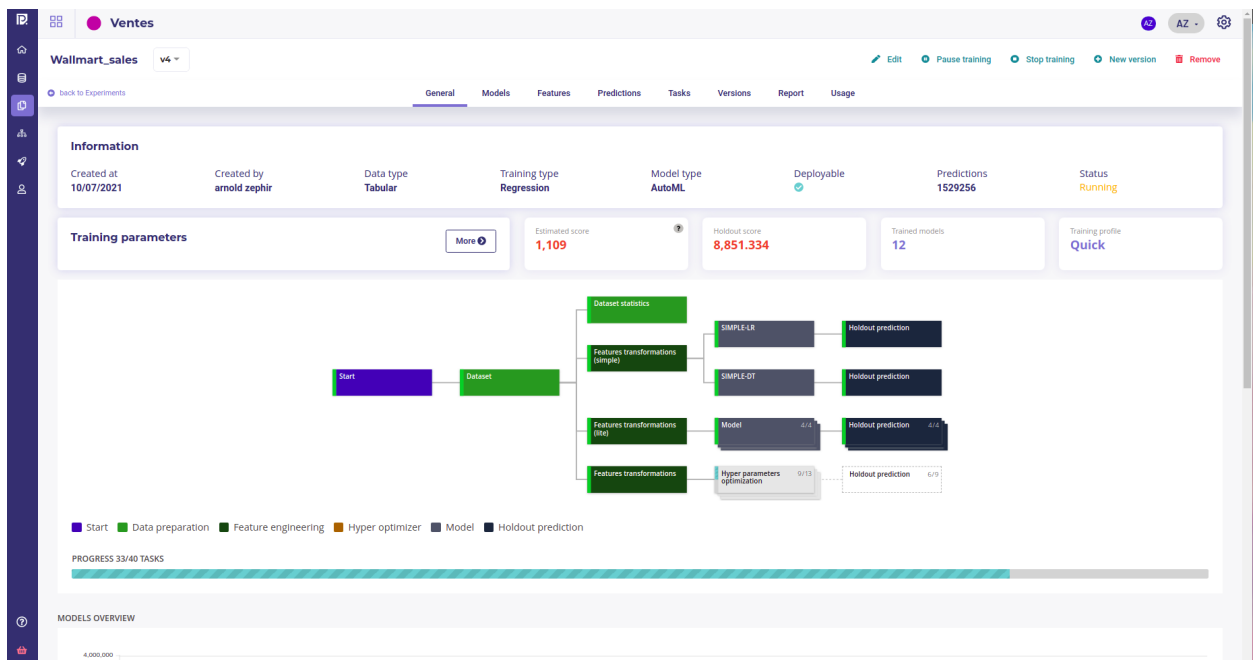 Ventes
AZ
AZ
Wallmart_sales
v4
Edit
Pause training
Stop training
New version
Remove
back to Experiments
General
Models
Features
Predictions
Tasks
Versions
Report
Usage
Information
Created at
10/07/2021
Created by
arnold zephir
Data type
Tabular
Training type
Regression
Model type
AutoML
Deployable
Predictions
1529256
Status
Running
Training parameters
More
Estimated score
?
1,109
Holdout score
8,851.334
Trained models
12
Training profile
Quick
Start
Dataset
Dataset statistics
Features transformations
(simple)
SIMPLE-LR
Holdout prediction
SIMPLE-DT
Holdout prediction
Features transformations
(lite)
Model 4/4
Holdout prediction 4/4
Features transformations
Hyper parameters 9/13
optimization
Holdout prediction 6/9
Start
Data preparation
Feature engineering
Hyper optimizer
Model
Holdout prediction
PROGRESS 33/40 TASKS
MODELS OVERVIEW
4,000,000